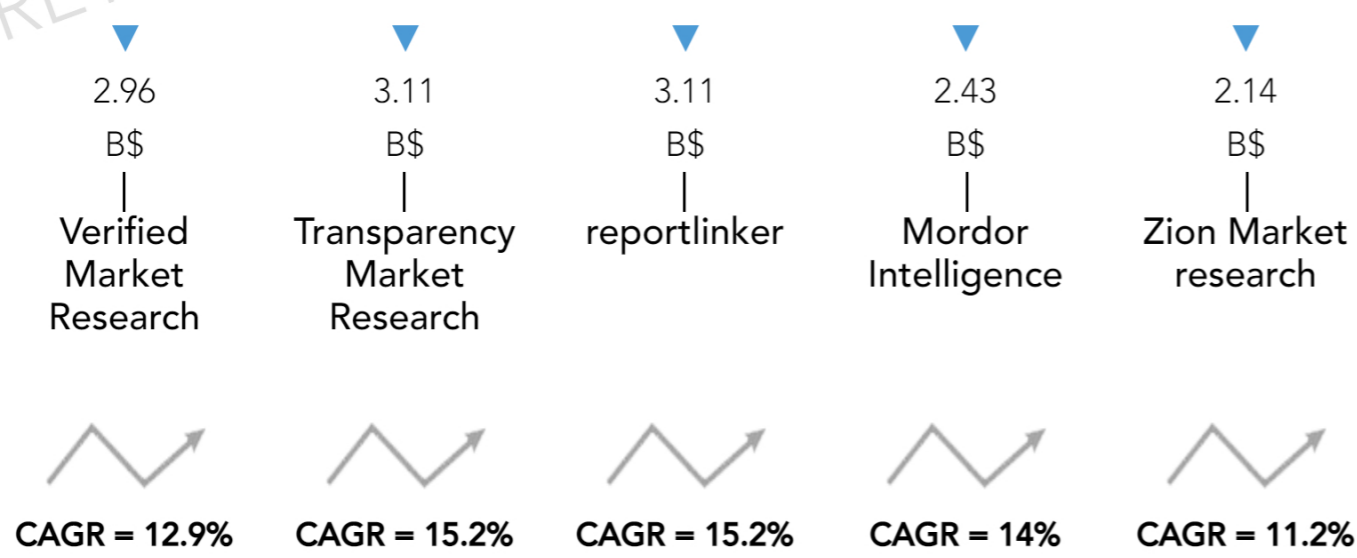 2.96
B$
Verified
Market
Research
CAGR = 12.9%
3.11
B$
Transparency
Market
Research
CAGR = 15.2%
3.11
B$
reportlinker
CAGR = 15.2%
2.43
B$
Mordor
Intelligence
CAGR = 14%
2.14
B$
Zion Market
research
CAGR = 11.2%